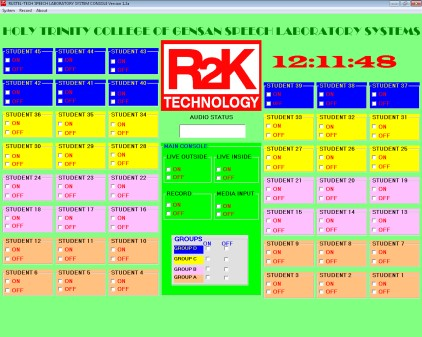 RUSTEL-TECH SPEECH LABORATORY SYSTEM CONSOLE Version 1.1a
System Record About
HOLY TRINITY COLLEGE OF GENSAN SPEECH LABORATORY SYSTEMS
R2K
TECHNOLOGY
12:11:48
STUDENT 45 STUDENT 44 STUDENT 43
ON ON ON
OFF OFF OFF
STUDENT 42 STUDENT 41 STUDENT 40
ON ON ON
OFF OFF OFF
STUDENT 36 STUDENT 35 STUDENT 34
ON ON ON
OFF OFF OFF
STUDENT 30 STUDENT 29 STUDENT 28
ON ON ON
OFF OFF OFF
STUDENT 24 STUDENT 23 STUDENT 22
ON ON ON
OFF OFF OFF
STUDENT 18 STUDENT 17 STUDENT 16
ON ON ON
OFF OFF OFF
STUDENT 12 STUDENT 11 STUDENT 10
ON ON ON
OFF OFF OFF
STUDENT 6 STUDENT 5 STUDENT 4
ON ON ON
OFF OFF OFF
AUDIO STATUS
MAIN CONSOLE
LIVE OUTSIDE LIVE INSIDE
ON ON
OFF OFF
RECORD MEDIA INPUT
ON ON
OFF OFF
GROUPS ON OFF
GROUP D
GROUP C
GROUP B
GROUP A
STUDENT 39 STUDENT 38 STUDENT 37
ON ON ON
OFF OFF OFF
STUDENT 33 STUDENT 32 STUDENT 31
ON ON ON
OFF OFF OFF
STUDENT 27 STUDENT 26 STUDENT 25
ON ON ON
OFF OFF OFF
STUDENT 21 STUDENT 20 STUDENT 19
ON ON ON
OFF OFF OFF
STUDENT 15 STUDENT 14 STUDENT 13
ON ON ON
OFF OFF OFF
STUDENT 9 STUDENT 8 STUDENT 7
ON ON ON
OFF OFF OFF
STUDENT 3 STUDENT 2 STUDENT 1
ON ON ON
OFF OFF OFF